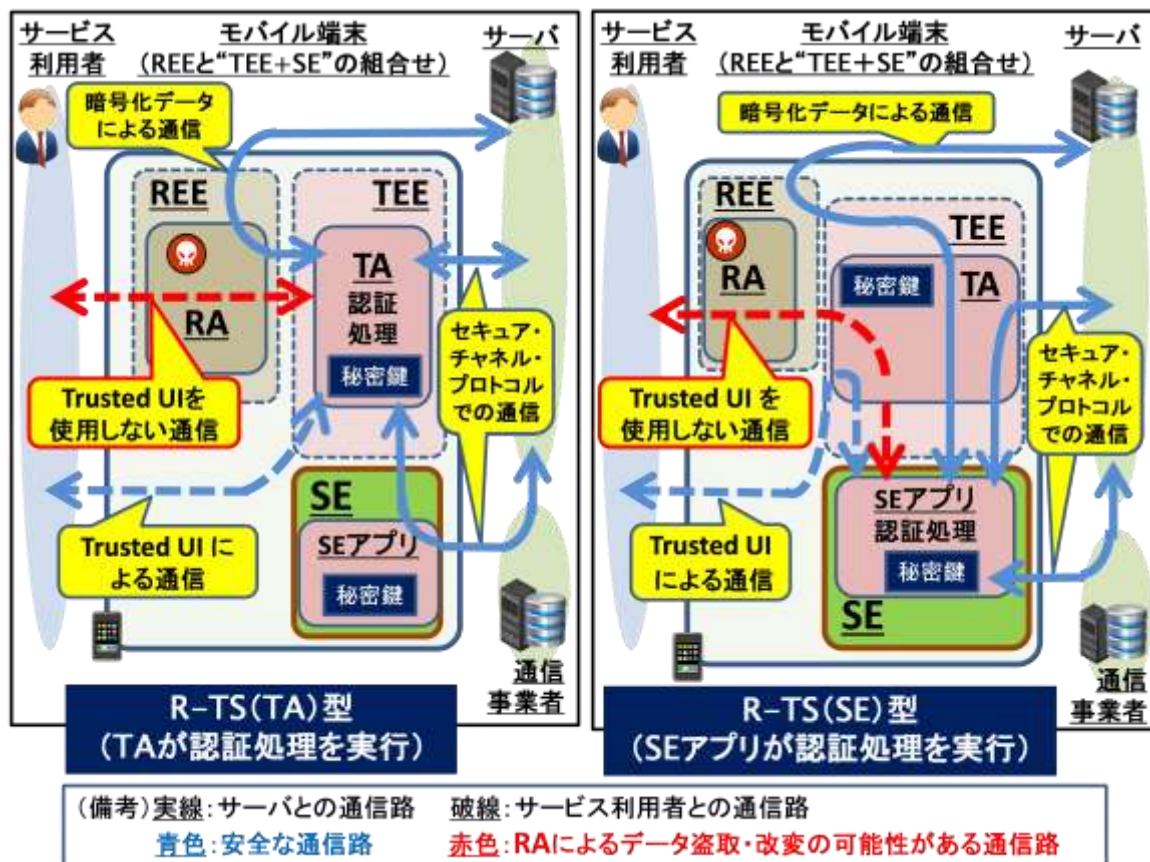 サービス
利用者
モバイル端末
(REEと“TEE+SE”の組合せ)
サーバ
暗号化データ
による通信
REE
TEE
RA
TA
認証
処理
秘密鍵
セキュア・
チャネル・
プロトコル
での通信
Trusted UIを
使用しない通信
Trusted UI に
よる通信
SE
SEアプリ
秘密鍵
通信
事業者
R-TS(TA)型
(TAが認証処理を実行)
サービス
利用者
モバイル端末
(REEと“TEE+SE”の組合せ)
サーバ
暗号化データによる通信
REE
TEE
RA
秘密鍵
TA
セキュア・
チャネル・
プロトコル
での通信
Trusted UI を
使用しない通信
Trusted UI
による通信
SEアプリ
認証処理
秘密鍵
SE
通信
事業者
R-TS(SE)型
(SEアプリが認証処理を実行)
(備考)実線:サーバとの通信路 破線:サービス利用者との通信路
青色:安全な通信路 赤色:RAによるデータ盗取・改変の可能性がある通信路